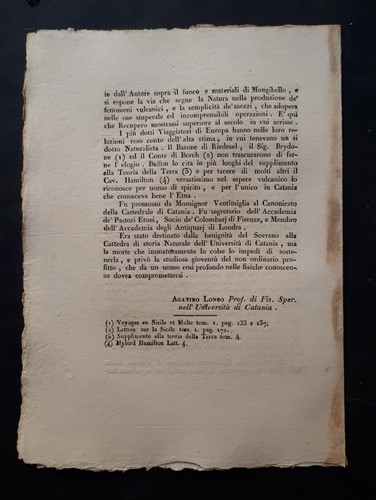 te dall' Autore sopra il fuoco e materiali di Mongibello, e
si espone la via che segue la Natura nella produzione de'
fenomeni vulcanici, e la semplicità de' mezzi, che adopera
nelle sue stupende ed incomprensibili operazioni. E' quì
che Recupero mostrassi superiore al secolo in cui scrisse.
I più dotti Viaggiatori di Europa hanno nelle loro re-
lazioni reso conto dell' alta stima, in cui tenevano un sì
dotto Naturalista. Il Barone di Riedesel, il Sig. Brydo-
ne (1) ed il Conte di Borch (2) non trascurarono di far-
ne l' elogio. Buffon lo cita in più luoghi del supplimento
alla Teoria della Terra (3) e per tacere di molti altri il
Cav. Hamilton (4) versatissimo nel sapere vulcanico lo
riconosce per uomo di spirito, e per l' unico in Catania
che conosceva bene l' Etna.
Fu promosso da Monsignor Ventimiglia al Canonicato
della Cattedrale di Catania. Fu segretario dell' Accademia
de' Pastori Etnei, Socio de' Colombarj di Firenze, e Membro
dell' Accademia degli Antiquarj di Londra.
Era stato destinato dalla benignità del Sovrano alla
Cattedra di storia Naturale dell' Università di Catania, ma
la morte che immaturamente lo colse lo impedì di soste-
nerla, e privò la studiosa gioventù del non ordinario pro-
fitto, che da un uomo così profondo nelle fisiche conoscen-
ze dovea compromettersi.
AGATINO LONGO Prof. di Fis. Sper.
nell' Università di Catania.
(1) Voyages en Sicile et Malte tom. 1. pag. 133 e 137;
(2) Lettres sur la Sicile tom. 1. pag. 171.
(3) Supplimento alla teoria della Terra tom. 4.
(4) Mylord Hamilton Lett. 4.